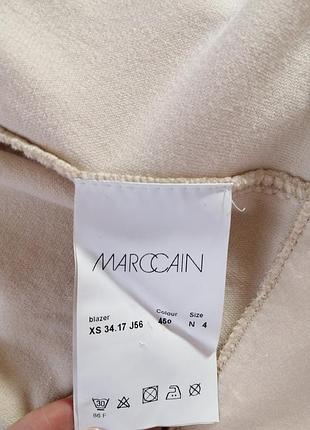 MARCCAIN
blazer Colour Size
XS 34.17 J56 450 N 4
30
86 F